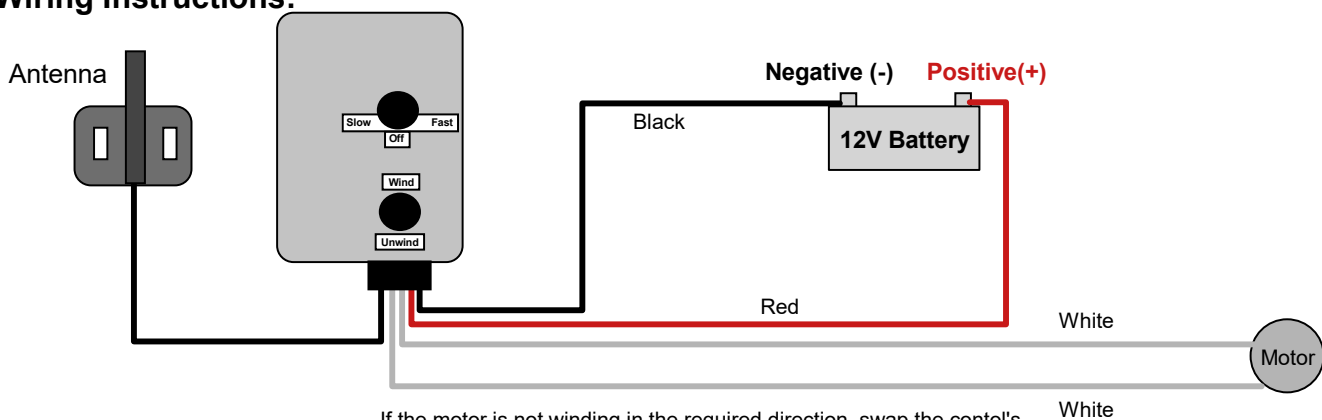 Wiring Instructions:
Antenna
Negative (-) Positive(+)
Slow Fast
Off
Black
12V Battery
Wind
Unwind
Red
White
Motor
White
If the motor is not winding in the required direction, swap the contol's